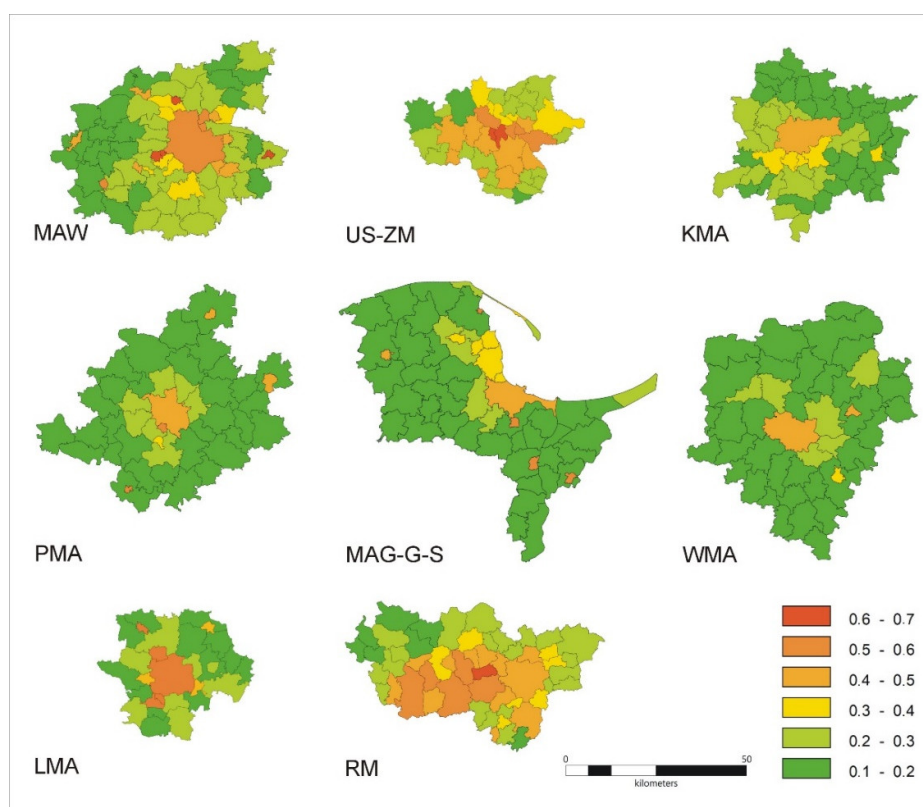 MAW
US-ZM
KMA
PMA
MAG-G-S
WMA
LMA
RM
0 50
kilometers
0.6 - 0.7
0.5 - 0.6
0.4 - 0.5
0.3 - 0.4
0.2 - 0.3
0.1 - 0.2